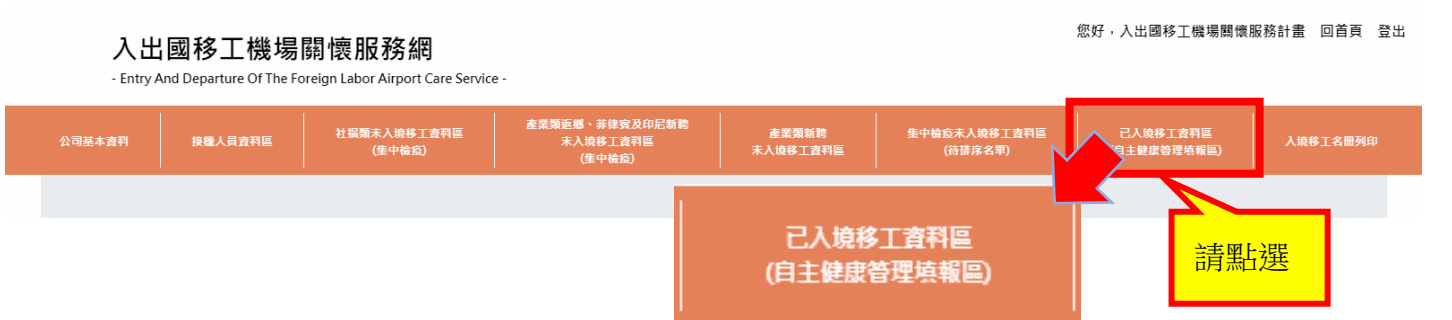 您好，入出國移工機場關懷服務計畫 回首頁 登出
入出國移工機場關懷服務網
- Entry And Departure Of The Foreign Labor Airport Care Service -
公司基本資料
接機人員資料區
社福類未入境移工資料區
(集中檢疫)
產業類返鄉、菲律賓及印尼新聘
未入境移工資料區
(集中檢疫)
產業類新聘
未入境移工資料區
集中檢疫未入境移工資料區
(待排序名單)
已入境移工資料區
(自主健康管理填報區)
入境移工名冊列印
已入境移工資料區
(自主健康管理填報區)
請點選